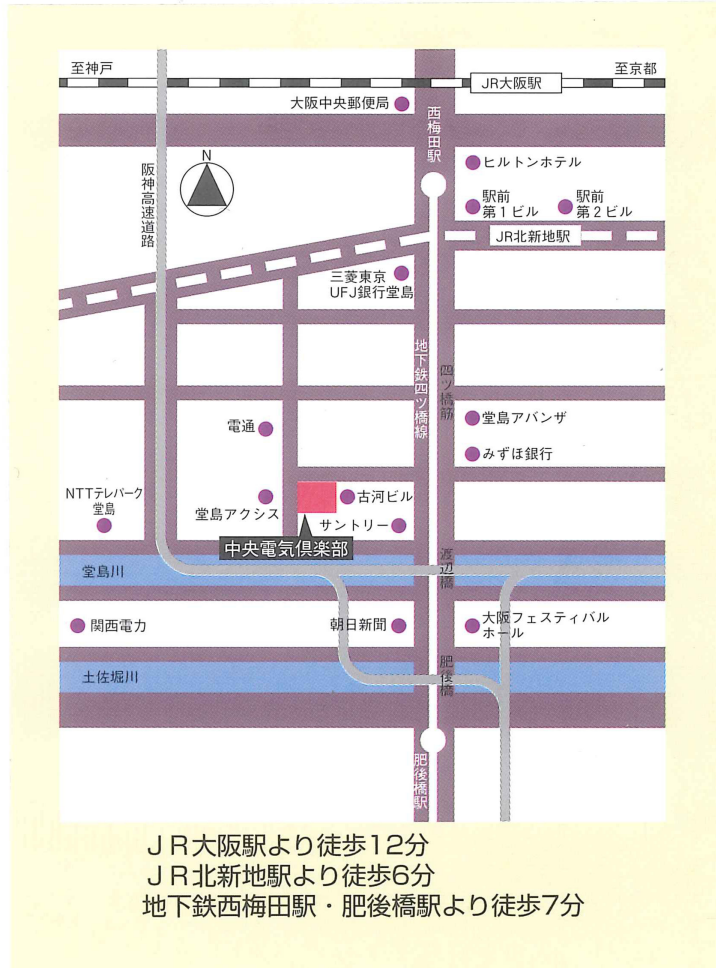 至神戸
JR大阪駅
至京都
大阪中央郵便局
西梅田駅
N
阪神高速道路
ヒルトンホテル
駅前
第1ビル
駅前
第2ビル
JR北新地駅
三菱東京
UFJ銀行堂島
地下鉄四ツ橋線
四ツ橋筋
電通
堂島アバンザ
みずほ銀行
NTTテレパーク
堂島
堂島アクシス
古河ビル
サントリー
中央電気倶楽部
堂島川
渡辺橋
関西電力
朝日新聞
大阪フェスティバル
ホール
土佐堀川
肥後橋
肥後橋駅
JR大阪駅より徒歩12分
JR北新地駅より徒歩6分
地下鉄西梅田駅・肥後橋駅より徒歩7分